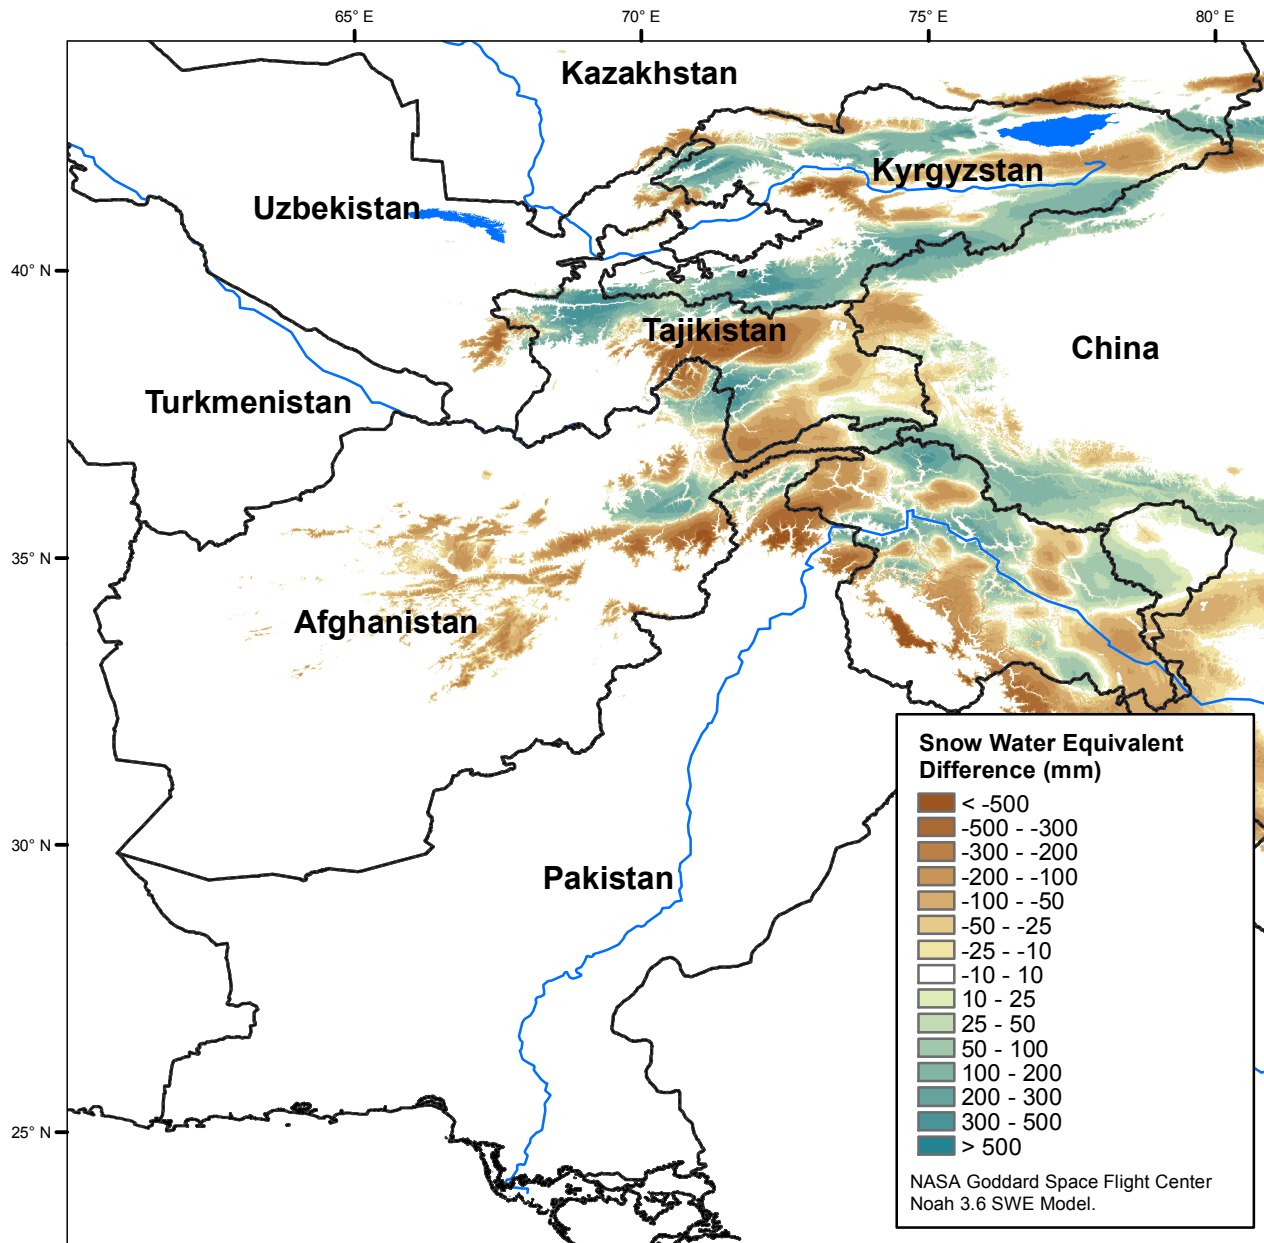 65° E
70° E
75° E
80° E
Kazakhstan
Kyrgyzstan
Uzbekistan
40° N
Tajikistan
China
Turkmenistan
35° N
Afghanistan
30° N
Pakistan
25° N
Snow Water Equivalent
Difference (mm)
< -500
-500 - -300
-300 - -200
-200 - -100
-100 - -50
-50 - -25
-25 - -10
-10 - 10
10 - 25
25 - 50
50 - 100
100 - 200
200 - 300
300 - 500
> 500
NASA Goddard Space Flight Center
Noah 3.6 SWE Model.